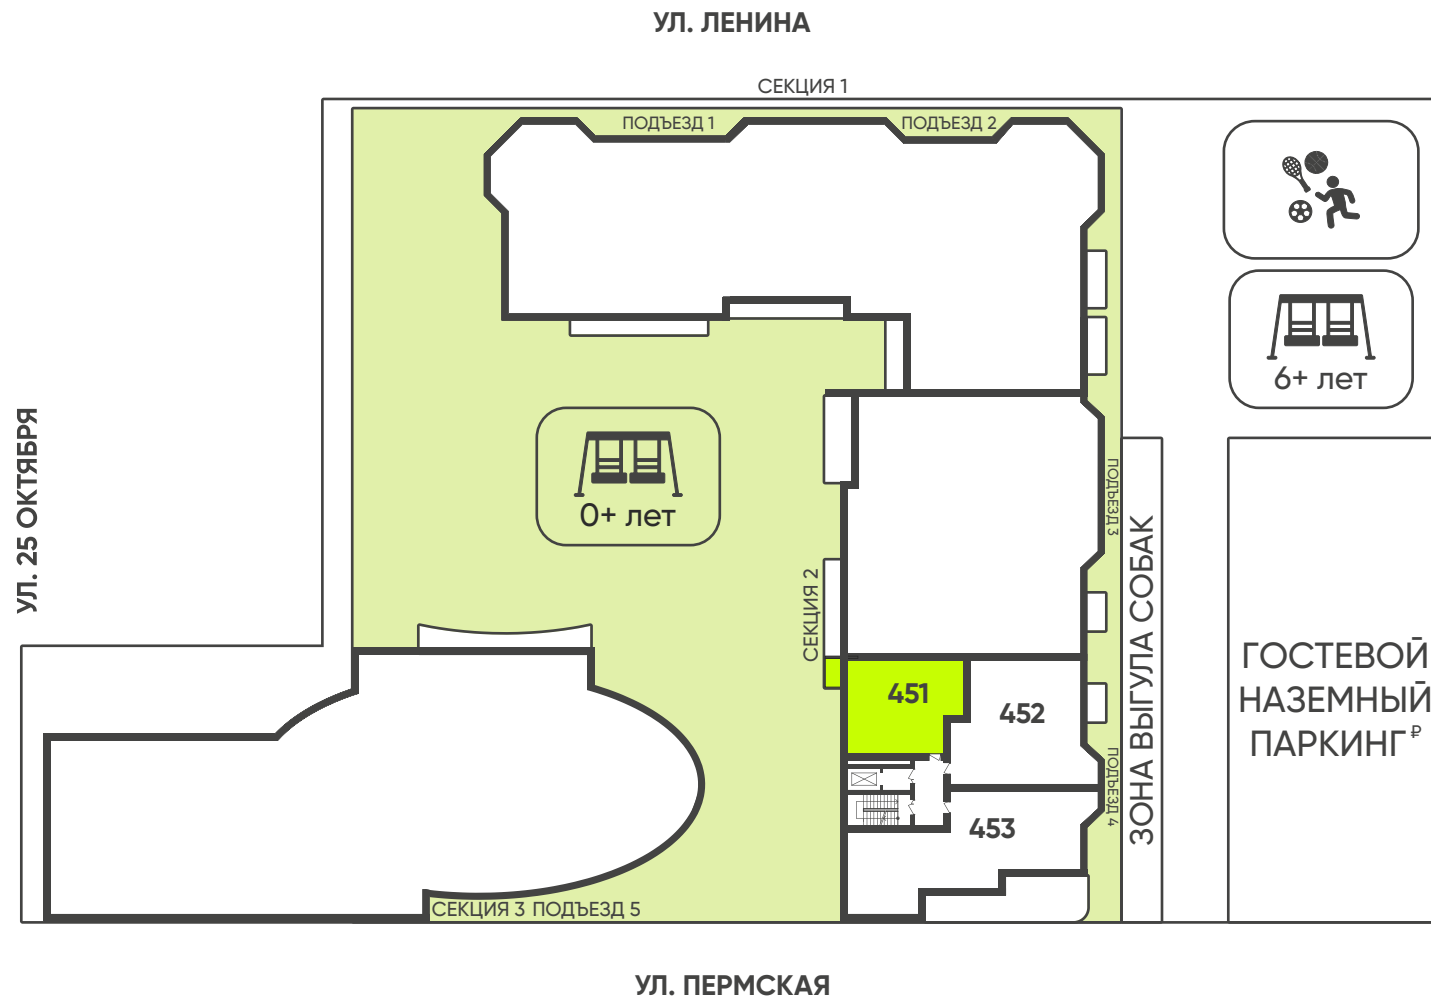 УЛ. ЛЕНИНА
СЕКЦИЯ 1
ПОДЪЕЗД 1
ПОДЪЕЗД 2
6+ лет
УЛ. 25 ОКТЯБРЯ
0+ лет
ПОДЪЕЗД 3
СЕКЦИЯ 2
ЗОНА ВЫГУЛА СОБАК
ГОСТЕВОЙ
НАЗЕМНЫЙ
ПАРКИНГ₽
451
452
ПОДЪЕЗД 4
453
СЕКЦИЯ 3 ПОДЪЕЗД 5
УЛ. ПЕРМСКАЯ